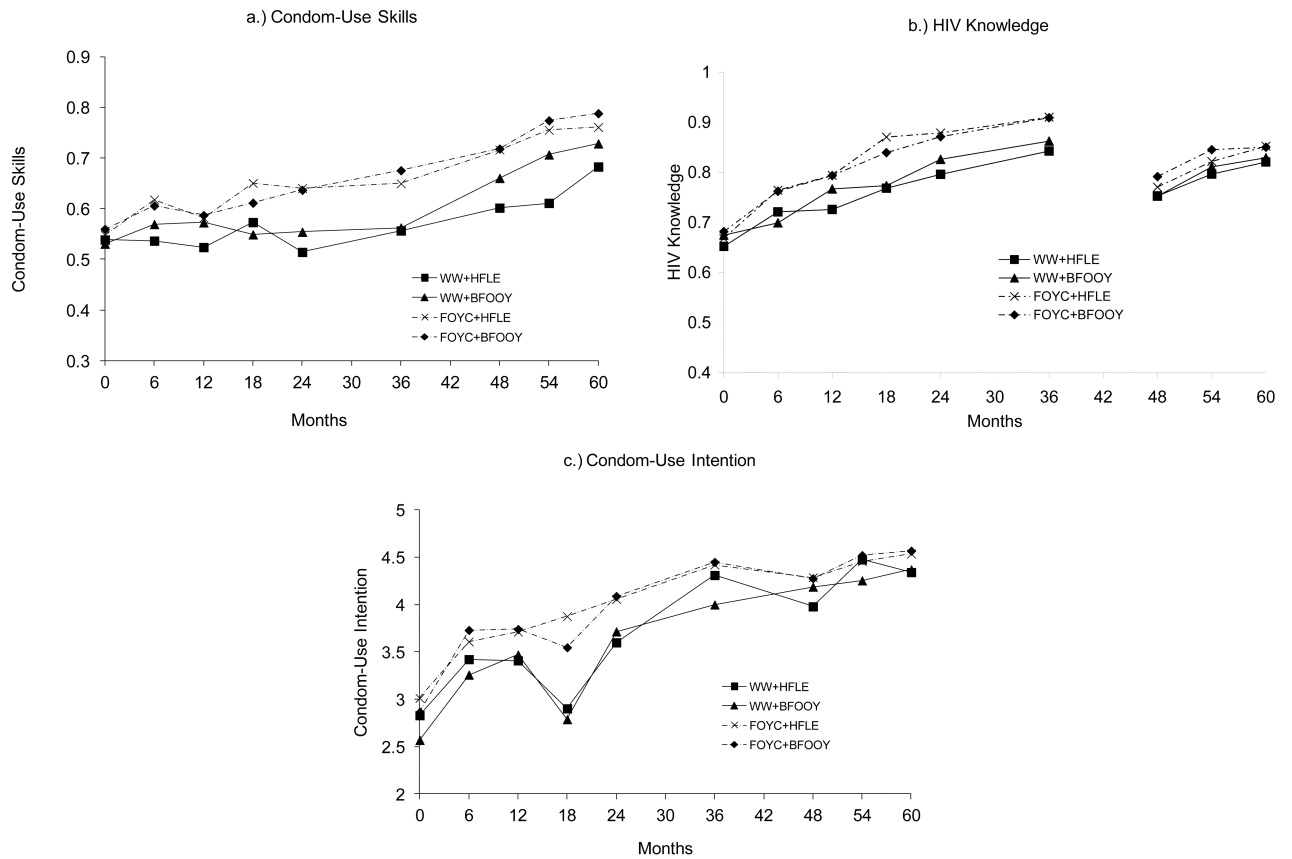 a.) Condom-Use Skills
0.9
0.8
0.7
0.6
0.5
0.4
0.3
Condom-Use Skills
0 6 12 18 24 30 36 42 48 54 60
Months
WW+HFLE
WW+BFOOY
FOYC+HFLE
FOYC+BFOOY
b.) HIV Knowledge
1
0.9
0.8
0.7
0.6
0.5
0.4
HIV Knowledge
0 6 12 18 24 30 36 42 48 54 60
Months
WW+HFLE
WW+BFOOY
FOYC+HFLE
FOYC+BFOOY
c.) Condom-Use Intention
5
4.5
4
3.5
3
2.5
2
Condom-Use Intention
0 6 12 18 24 30 36 42 48 54 60
Months
WW+HFLE
WW+BFOOY
FOYC+HFLE
FOYC+BFOOY